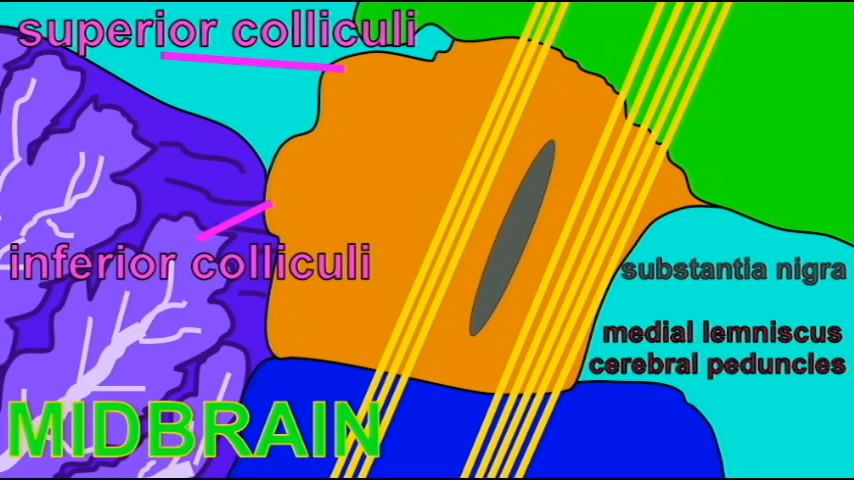 superior colliculi
inferior colliculi
substantia nigra
medial lemniscus
cerebral peduncles
MIDBRAIN